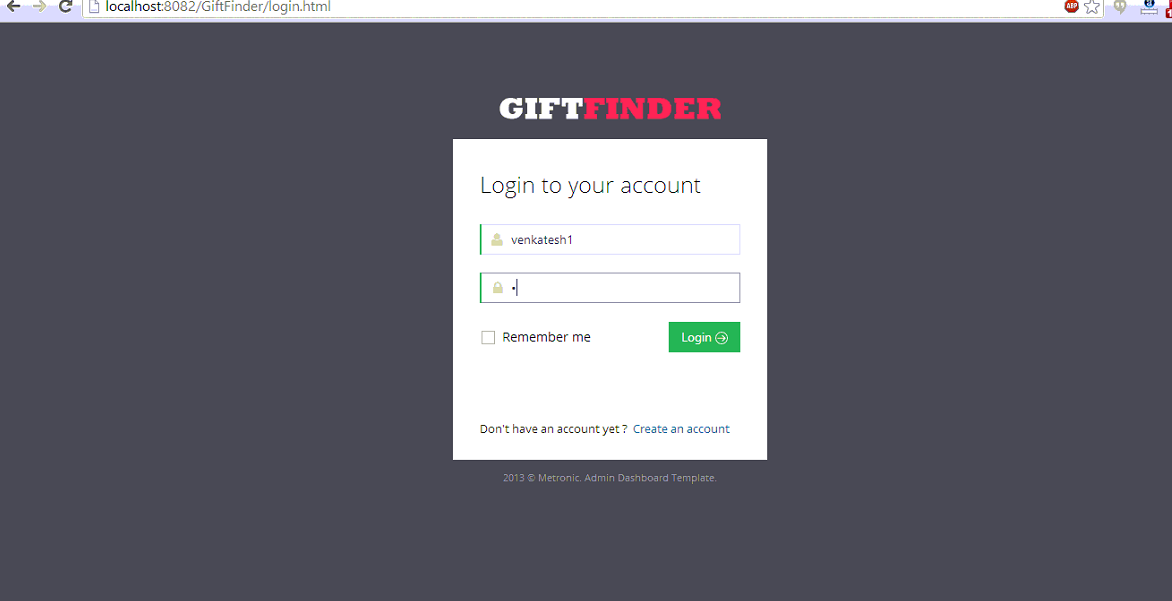 localhost:8082/GiftFinder/login.html
ABP
GIFTFINDER
Login to your account
venkatesh1
•
Remember me
Login
Don't have an account yet ? Create an account
2013 © Metronic. Admin Dashboard Template.